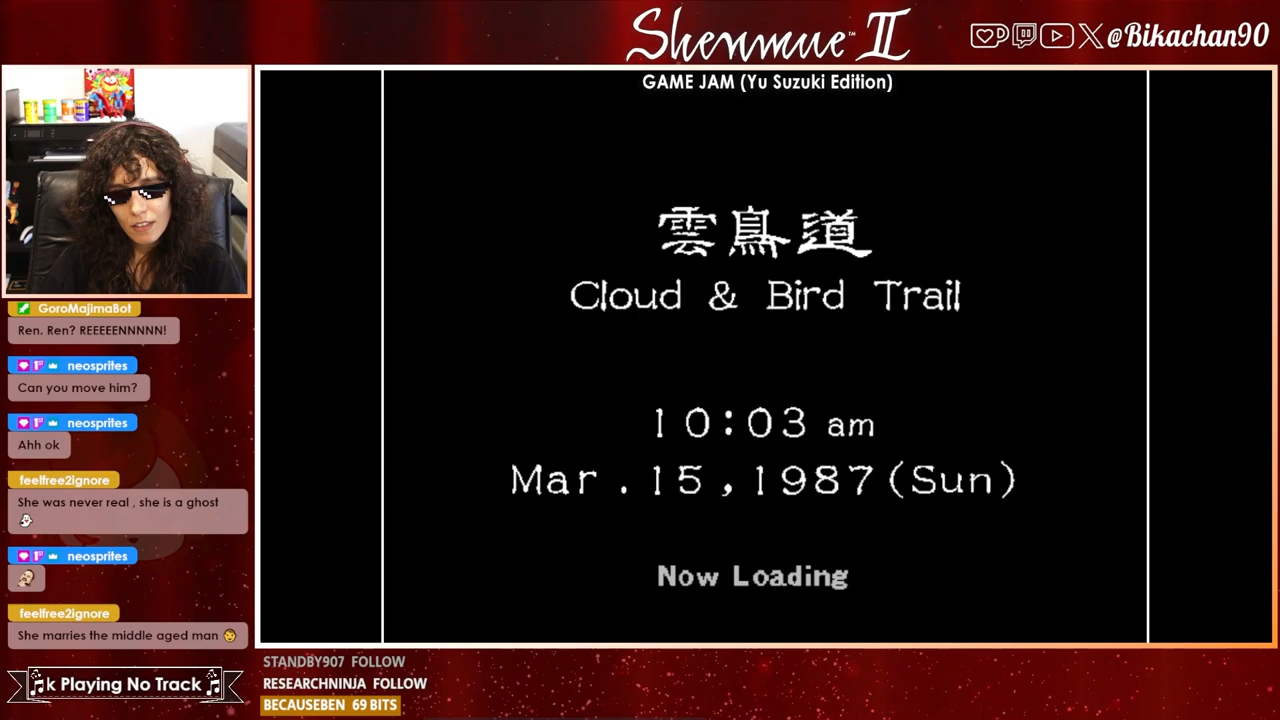 Shenmue™ II
@Bikachan90
GAME JAM (Yu Suzuki Edition)
GoroMajimaBot
Ren. Ren? REEEEENNNNN!
neosprites
Can you move him?
neosprites
Ahh ok
feelfree2ignore
She was never real , she is a ghost
neosprites
feelfree2ignore
She marries the middle aged man
k Playing No Track
雲鳥道
Cloud & Bird Trail
10:03 am
Mar.15,1987(Sun)
Now Loading
STANDBY907 FOLLOW
RESEARCHNINJA FOLLOW
BECAUSEBEN 69 BITS